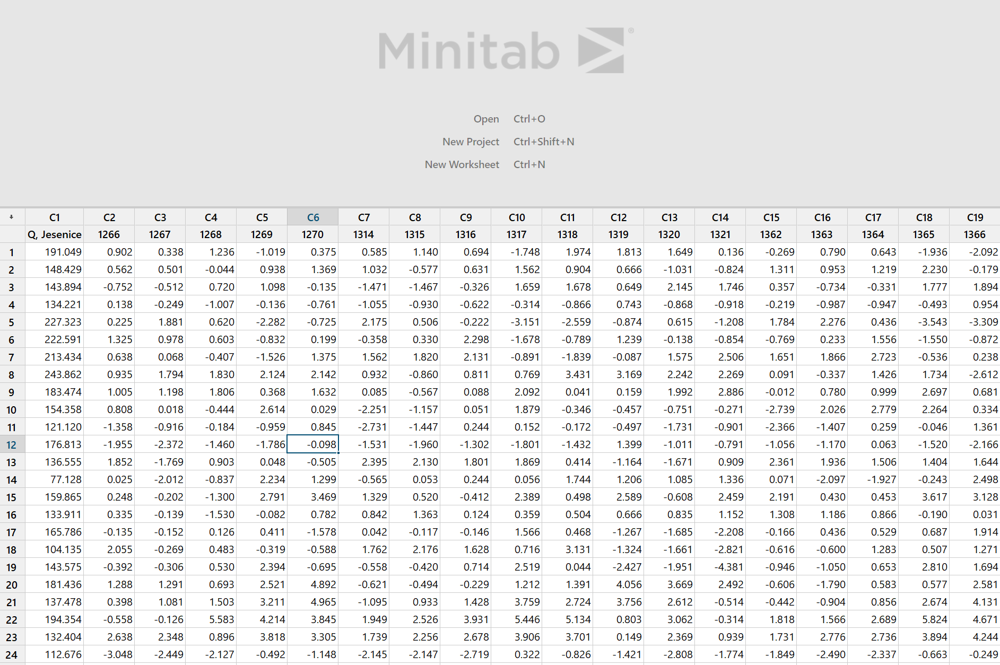 Minitab ®
Open Ctrl+O
New Project Ctrl+Shift+N
New Worksheet Ctrl+N
C1 C2 C3 C4 C5 C6 C7 C8 C9 C10 C11 C12 C13 C14 C15 C16 C17 C18 C19
Q, Jesenice 1266 1267 1268 1269 1270 1314 1315 1316 1317 1318 1319 1320 1321 1362 1363 1364 1365 1366
1 191.049 0.902 0.338 1.236 -1.019 0.375 0.585 1.140 0.694 -1.748 1.974 1.813 1.649 0.136 -0.269 0.790 0.643 -1.936 -2.092
2 148.429 0.562 0.501 -0.044 0.938 1.369 1.032 -0.577 0.631 1.562 0.904 0.666 -1.031 -0.824 1.311 0.953 1.219 2.230 -0.179
3 143.894 -0.752 -0.512 0.720 1.098 -0.135 -1.471 -1.467 -0.326 1.659 1.678 0.649 2.145 1.746 0.357 -0.734 -0.331 1.777 1.894
4 134.221 0.138 -0.249 -1.007 -0.136 -0.761 -1.055 -0.930 -0.622 -0.314 -0.866 0.743 -0.868 -0.918 -0.219 -0.987 -0.947 -0.493 0.954
5 227.323 0.225 1.881 0.620 -2.282 -0.725 2.175 0.506 -0.222 -3.151 -2.559 -0.874 0.615 -1.208 1.784 2.276 0.436 -3.543 -3.309
6 222.591 1.325 0.978 0.603 -0.832 0.199 -0.358 0.330 2.298 -1.678 -0.789 1.239 -0.138 -0.854 -0.769 0.233 1.556 -1.550 -0.872
7 213.434 0.638 0.068 -0.407 -1.526 1.375 1.562 1.820 2.131 -0.891 -1.839 -0.087 1.575 2.506 1.651 1.866 2.723 -0.536 0.238
8 243.862 0.935 1.794 1.830 2.124 2.142 0.932 -0.860 0.811 0.769 3.431 3.169 2.242 2.269 0.091 -0.337 1.426 1.734 -2.612
9 183.474 1.005 1.198 1.806 0.368 1.632 0.085 -0.567 0.088 2.092 0.041 0.159 1.992 2.886 -0.012 0.780 0.999 2.697 0.681
10 154.358 0.808 0.018 -0.444 2.614 0.029 -2.251 -1.157 0.051 1.879 -0.346 -0.457 -0.751 -0.271 -2.739 2.026 2.779 2.264 0.334
11 121.120 -1.358 -0.916 -0.184 -0.959 0.845 -2.731 -1.447 0.244 0.152 -0.172 -0.497 -1.731 -0.901 -2.366 -1.407 0.259 -0.046 1.361
12 176.813 -1.955 -2.372 -1.460 -1.786 -0.098 -1.531 -1.960 -1.302 -1.801 -1.432 1.399 -1.011 -0.791 -1.056 -1.170 0.063 -1.520 -2.166
13 136.555 1.852 -1.769 0.903 0.048 -0.505 2.395 2.130 1.801 1.869 0.414 -1.164 -1.671 0.909 2.361 1.936 1.506 1.404 1.644
14 77.128 0.025 -2.012 -0.837 2.234 1.299 -0.565 0.053 0.244 0.056 1.744 1.206 1.085 1.336 0.071 -2.097 -1.927 -0.243 2.498
15 159.865 0.248 -0.202 -1.300 2.791 3.469 1.329 0.520 -0.412 2.389 0.498 2.589 -0.608 2.459 2.191 0.430 0.453 3.617 3.128
16 133.911 0.335 -0.139 -1.530 -0.082 0.782 0.842 1.363 0.124 0.359 0.504 0.666 0.835 1.152 1.308 1.186 0.866 -0.190 0.031
17 165.786 -0.135 -0.152 0.126 0.411 -1.578 0.042 -0.117 -0.146 1.566 0.468 -1.267 -1.685 -2.208 -0.166 0.436 0.529 0.687 1.914
18 104.135 2.055 -0.269 0.483 -0.319 -0.588 1.762 2.176 1.628 0.716 3.131 -1.324 -1.661 -2.821 -0.616 -0.600 1.283 0.507 1.271
19 143.575 -0.392 -0.306 0.530 2.394 -0.695 -0.558 -0.420 0.714 2.519 0.044 -2.427 -1.951 -4.381 -0.946 -1.050 0.653 2.810 1.694
20 181.436 1.288 1.291 0.693 2.521 4.892 -0.621 -0.494 -0.229 1.212 1.391 4.056 3.669 2.492 -0.606 -1.790 0.583 0.577 2.581
21 137.478 0.398 1.081 1.503 3.211 4.965 -1.095 0.933 1.428 3.759 2.724 3.756 2.612 -0.514 -0.442 -0.904 0.856 2.674 4.131
22 194.354 -0.558 -0.126 5.583 4.214 3.845 1.949 2.526 3.931 5.446 5.134 0.803 3.062 -0.314 1.818 1.566 2.689 5.824 4.671
23 132.404 2.638 2.348 0.896 3.818 3.305 1.739 2.256 2.678 3.906 3.701 0.149 2.369 0.939 1.731 2.776 2.736 3.894 4.244
24 112.676 -3.048 -2.449 -2.127 -0.492 -1.148 -2.145 -2.147 -2.719 0.322 -0.826 -1.421 -2.808 -1.774 -1.849 -2.490 -2.337 -0.663 -0.249